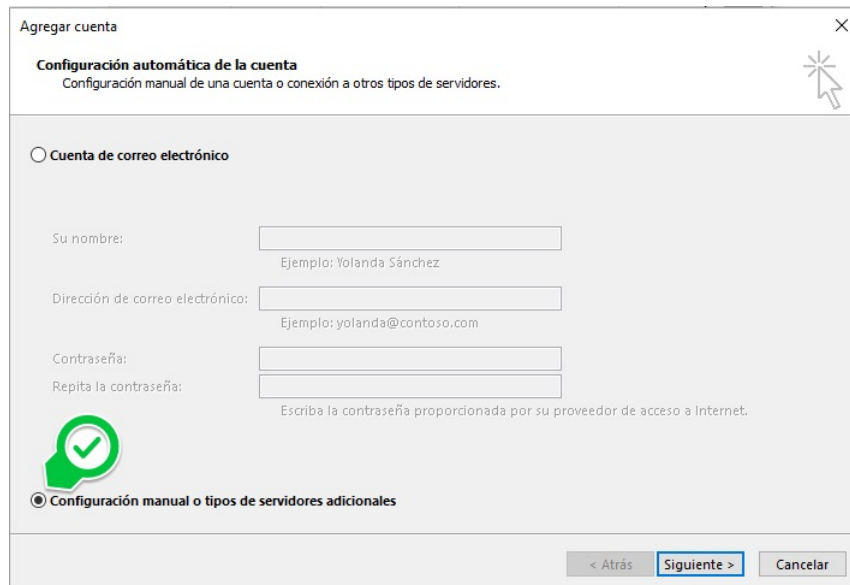 Agregar cuenta
Configuración automática de la cuenta
Configuración manual de una cuenta o conexión a otros tipos de servidores.
Cuenta de correo electrónico
Su nombre:
Ejemplo: Yolanda Sánchez
Dirección de correo electrónico:
Ejemplo: yolanda@contoso.com
Contraseña:
Repita la contraseña:
Escriba la contraseña proporcionada por su proveedor de acceso a Internet.
Configuración manual o tipos de servidores adicionales
< Atrás Siguiente > Cancelar